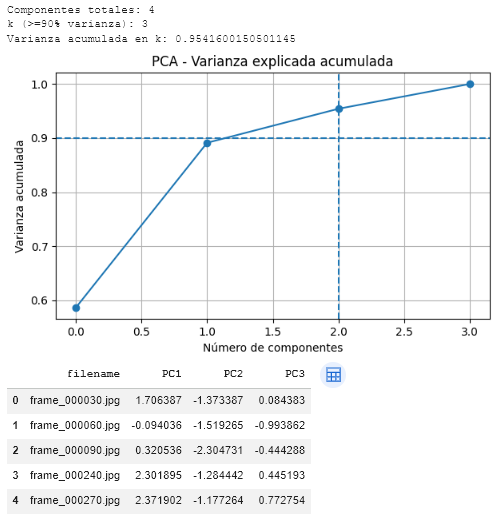 Componentes totales: 4
k (>=90% varianza): 3
Varianza acumulada en k: 0.9541600150501145
PCA - Varianza explicada acumulada
1.0
0.9
0.8
0.7
0.6
Varianza acumulada
0.0 0.5 1.0 1.5 2.0 2.5 3.0
Número de componentes
filename PC1 PC2 PC3
0 frame_000030.jpg 1.706387 -1.373387 0.084383
1 frame_000060.jpg -0.094036 -1.519265 -0.993862
2 frame_000090.jpg 0.320536 -2.304731 -0.444288
3 frame_000240.jpg 2.301895 -1.284442 0.445193
4 frame_000270.jpg 2.371902 -1.177264 0.772754